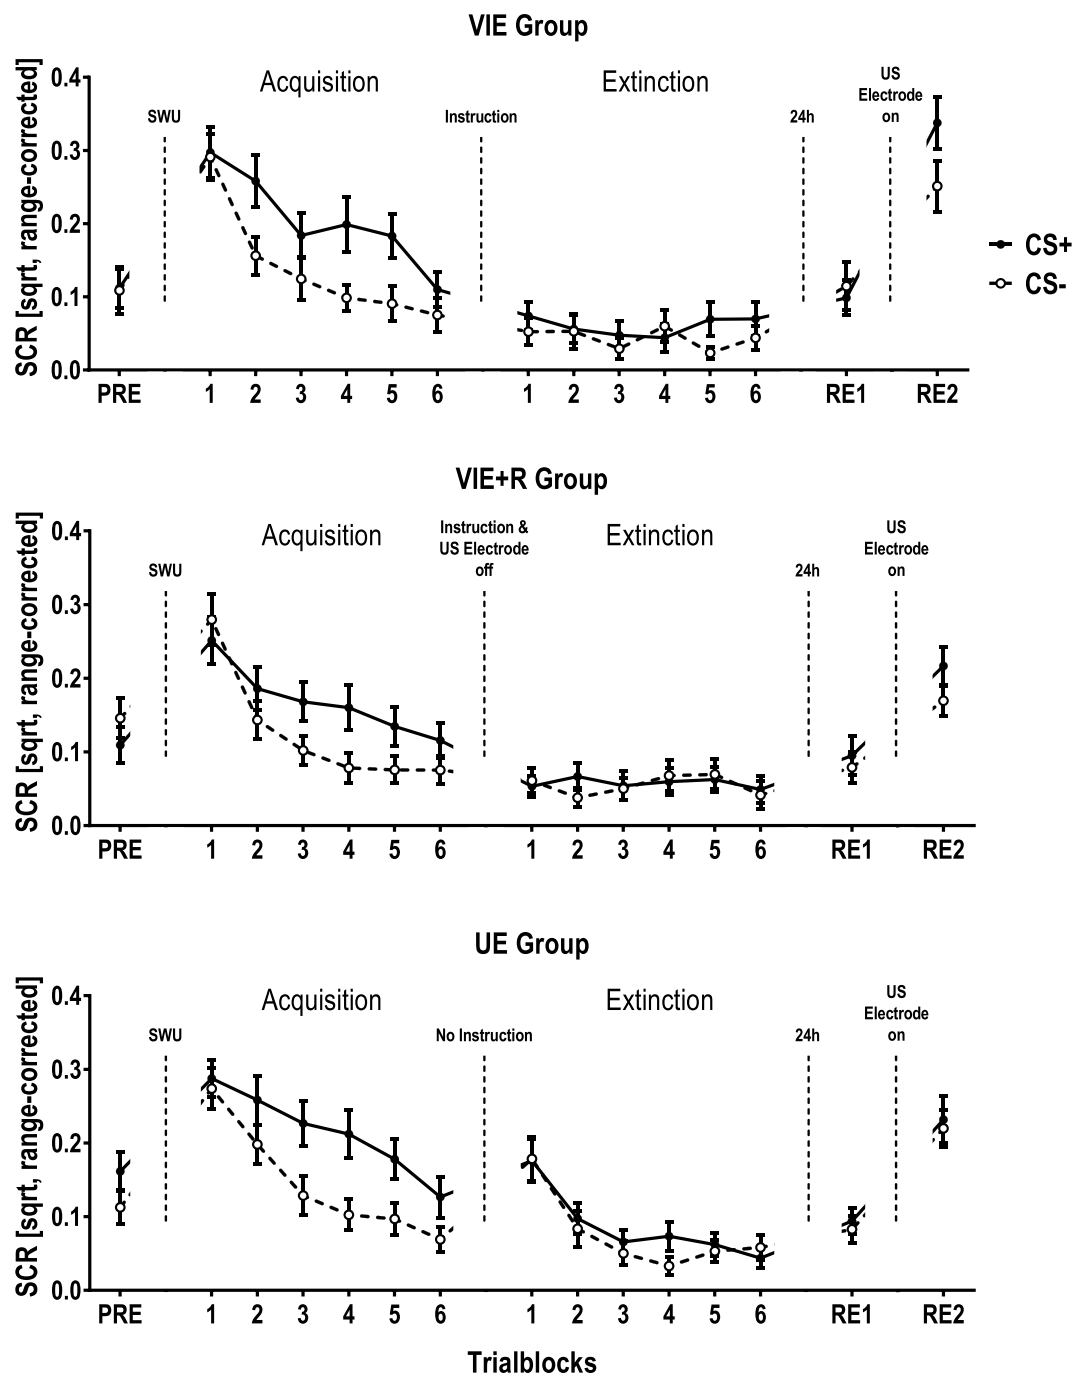 VIE Group
SCR [sqrt, range-corrected]
0.4
0.3
0.2
0.1
0.0
Acquisition
Extinction
SWU
Instruction
24h
US
Electrode
on
CS+
CS-
PRE 1 2 3 4 5 6 1 2 3 4 5 6 RE1 RE2
VIE+R Group
SCR [sqrt, range-corrected]
0.4
0.3
0.2
0.1
0.0
Acquisition
Extinction
SWU
Instruction &
US Electrode
off
24h
US
Electrode
on
PRE 1 2 3 4 5 6 1 2 3 4 5 6 RE1 RE2
UE Group
SCR [sqrt, range-corrected]
0.4
0.3
0.2
0.1
0.0
Acquisition
Extinction
SWU
No Instruction
24h
US
Electrode
on
PRE 1 2 3 4 5 6 1 2 3 4 5 6 RE1 RE2
Trialblocks